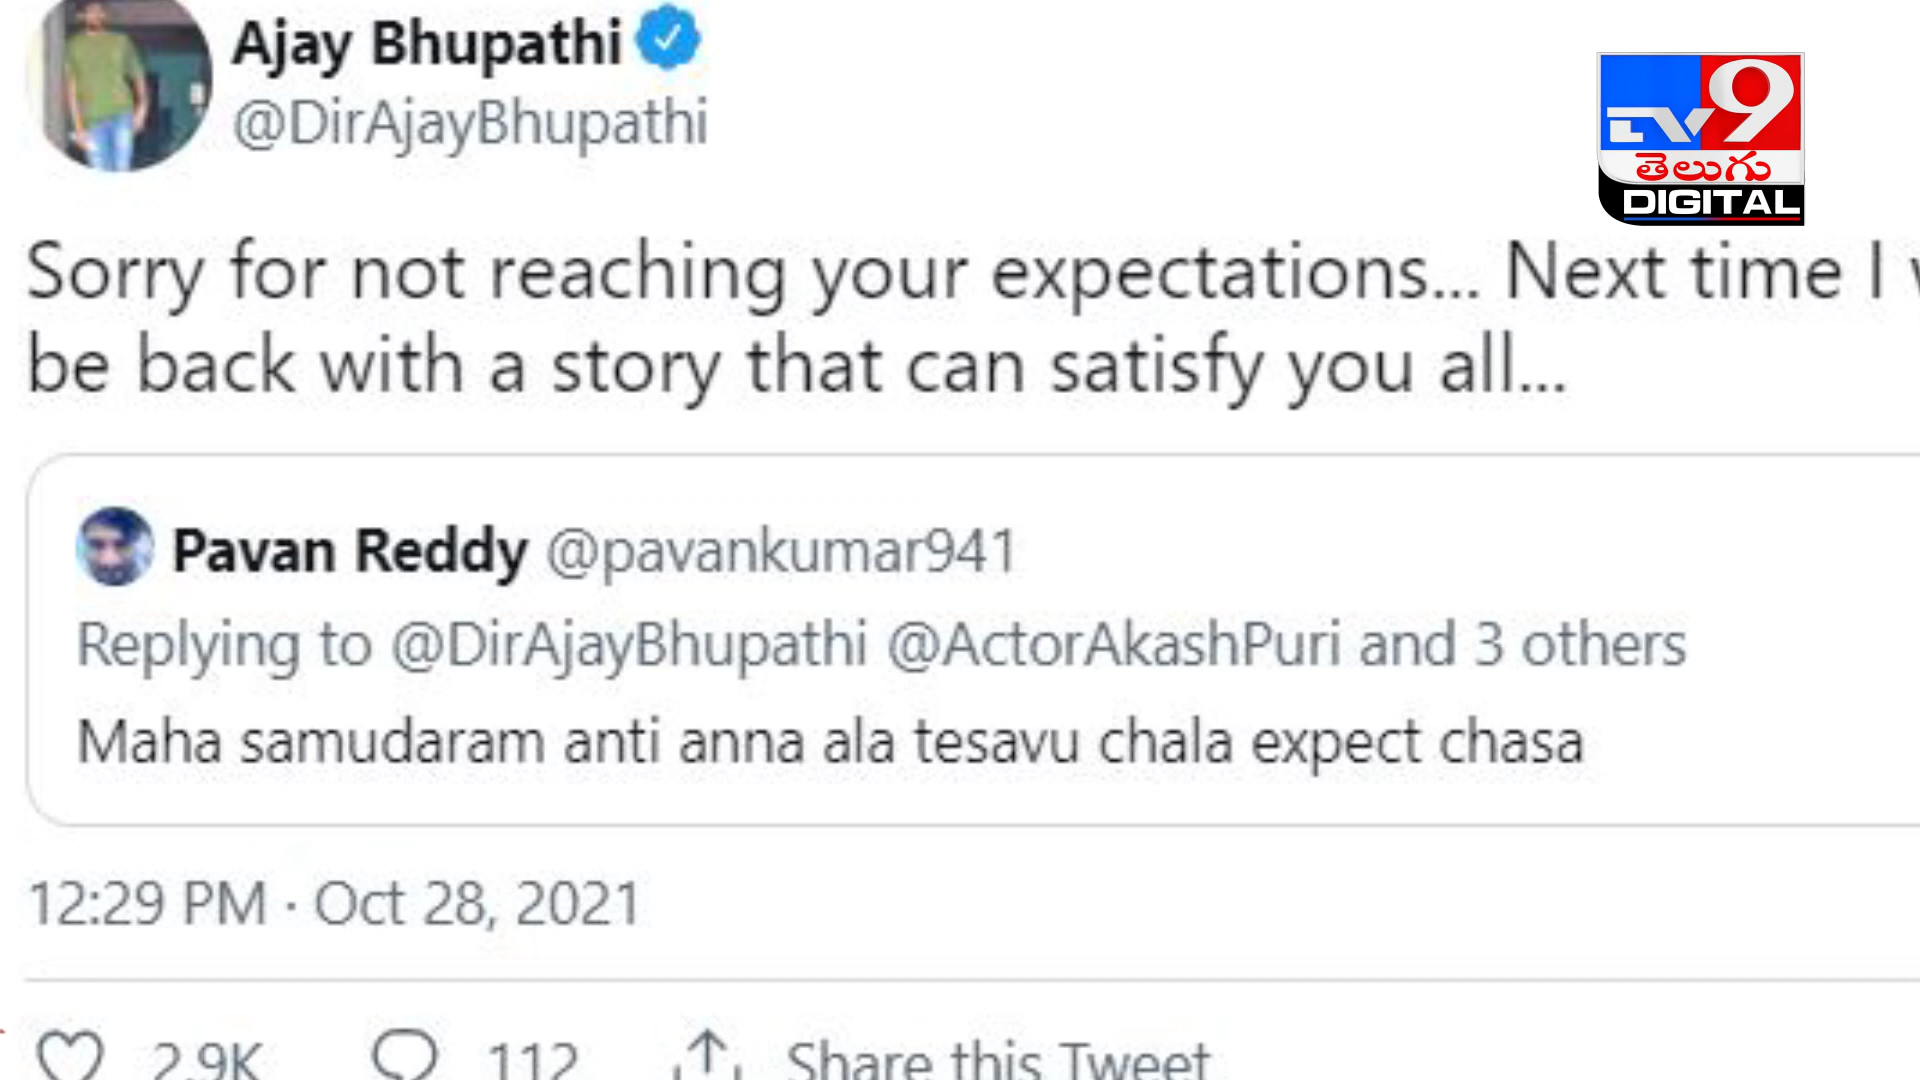 Ajay Bhupathi
@DirAjayBhupathi
TV9
తెలుగు
DIGITAL
Sorry for not reaching your expectations... Next time I
be back with a story that can satisfy you all...
Pavan Reddy @pavankumar941
Replying to @DirAjayBhupathi @ActorAkashPuri and 3 others
Maha samudaram anti anna ala tesavu chala expect chasa
12:29 PM · Oct 28, 2021
2.9K 112 Share this Tweet